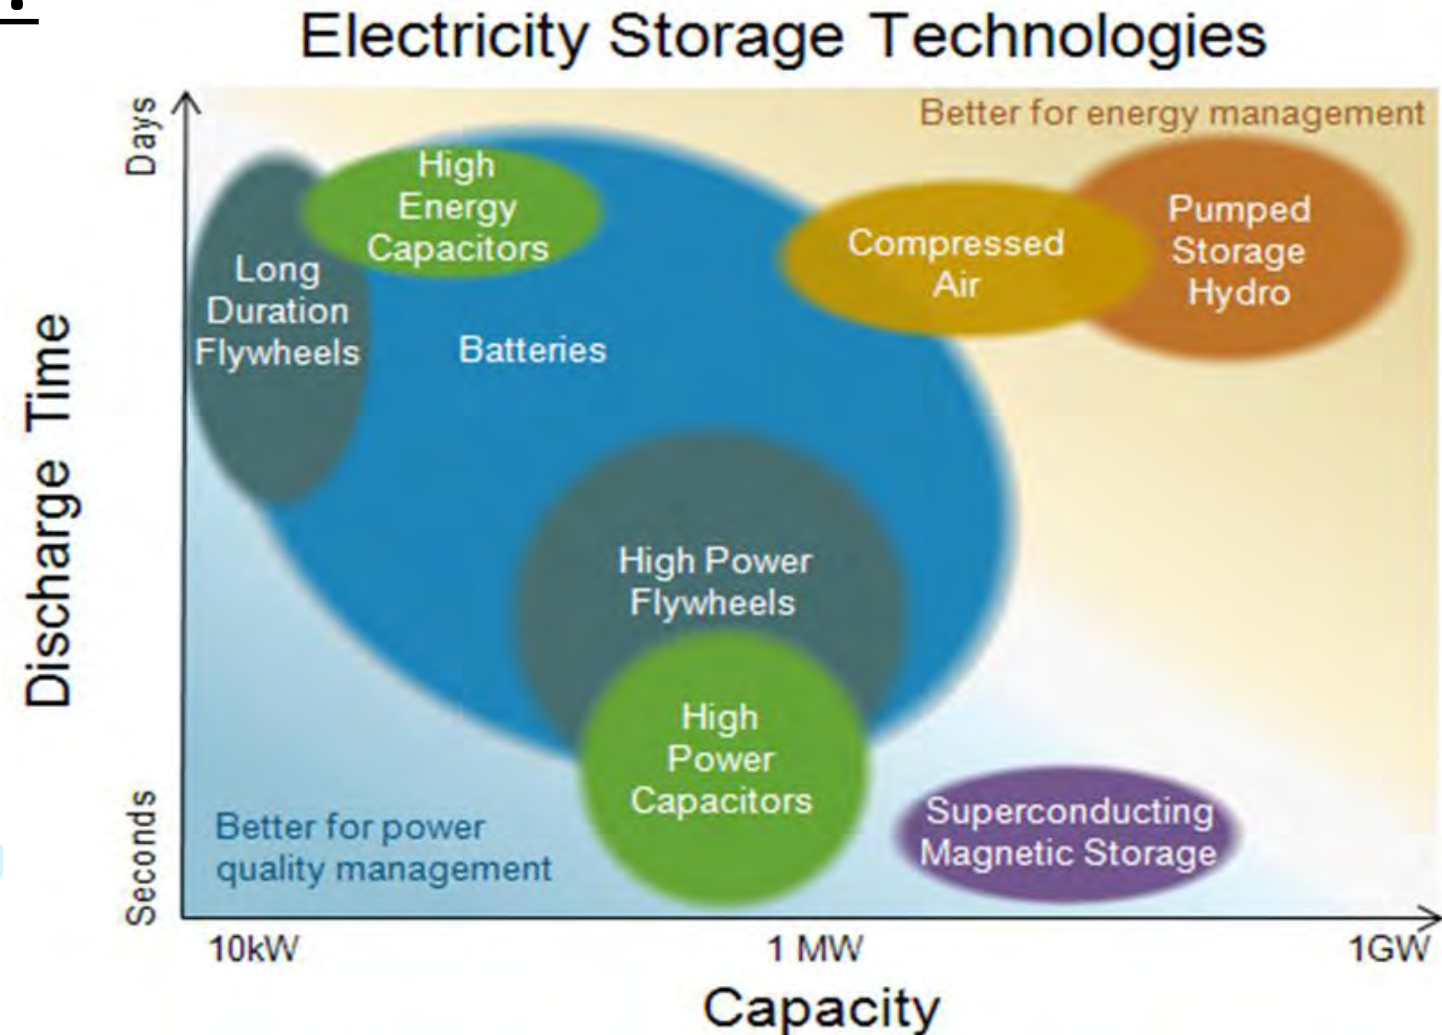 Electricity Storage Technologies
Days
Better for energy management
High
Energy
Capacitors
Long
Duration
Flywheels
Batteries
Compressed
Air
Pumped
Storage
Hydro
Discharge Time
High Power
Flywheels
High
Power
Capacitors
Superconducting
Magnetic Storage
Better for power
quality management
Seconds
10kW
1 MW
1GW
Capacity